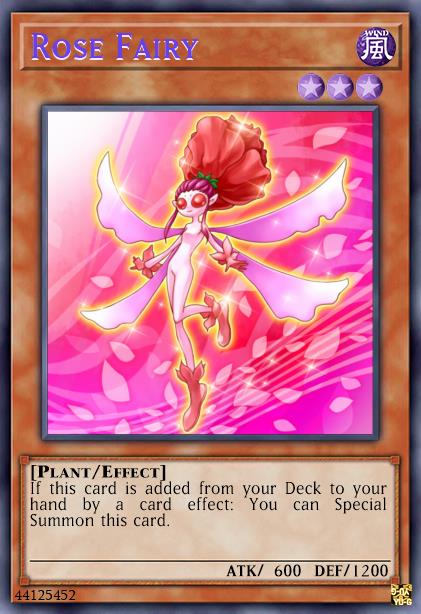 Rose Fairy
WIND
風
[Plant/Effect]
If this card is added from your Deck to your
hand by a card effect: You can Special
Summon this card.
ATK/ 600 DEF/1200
44125452